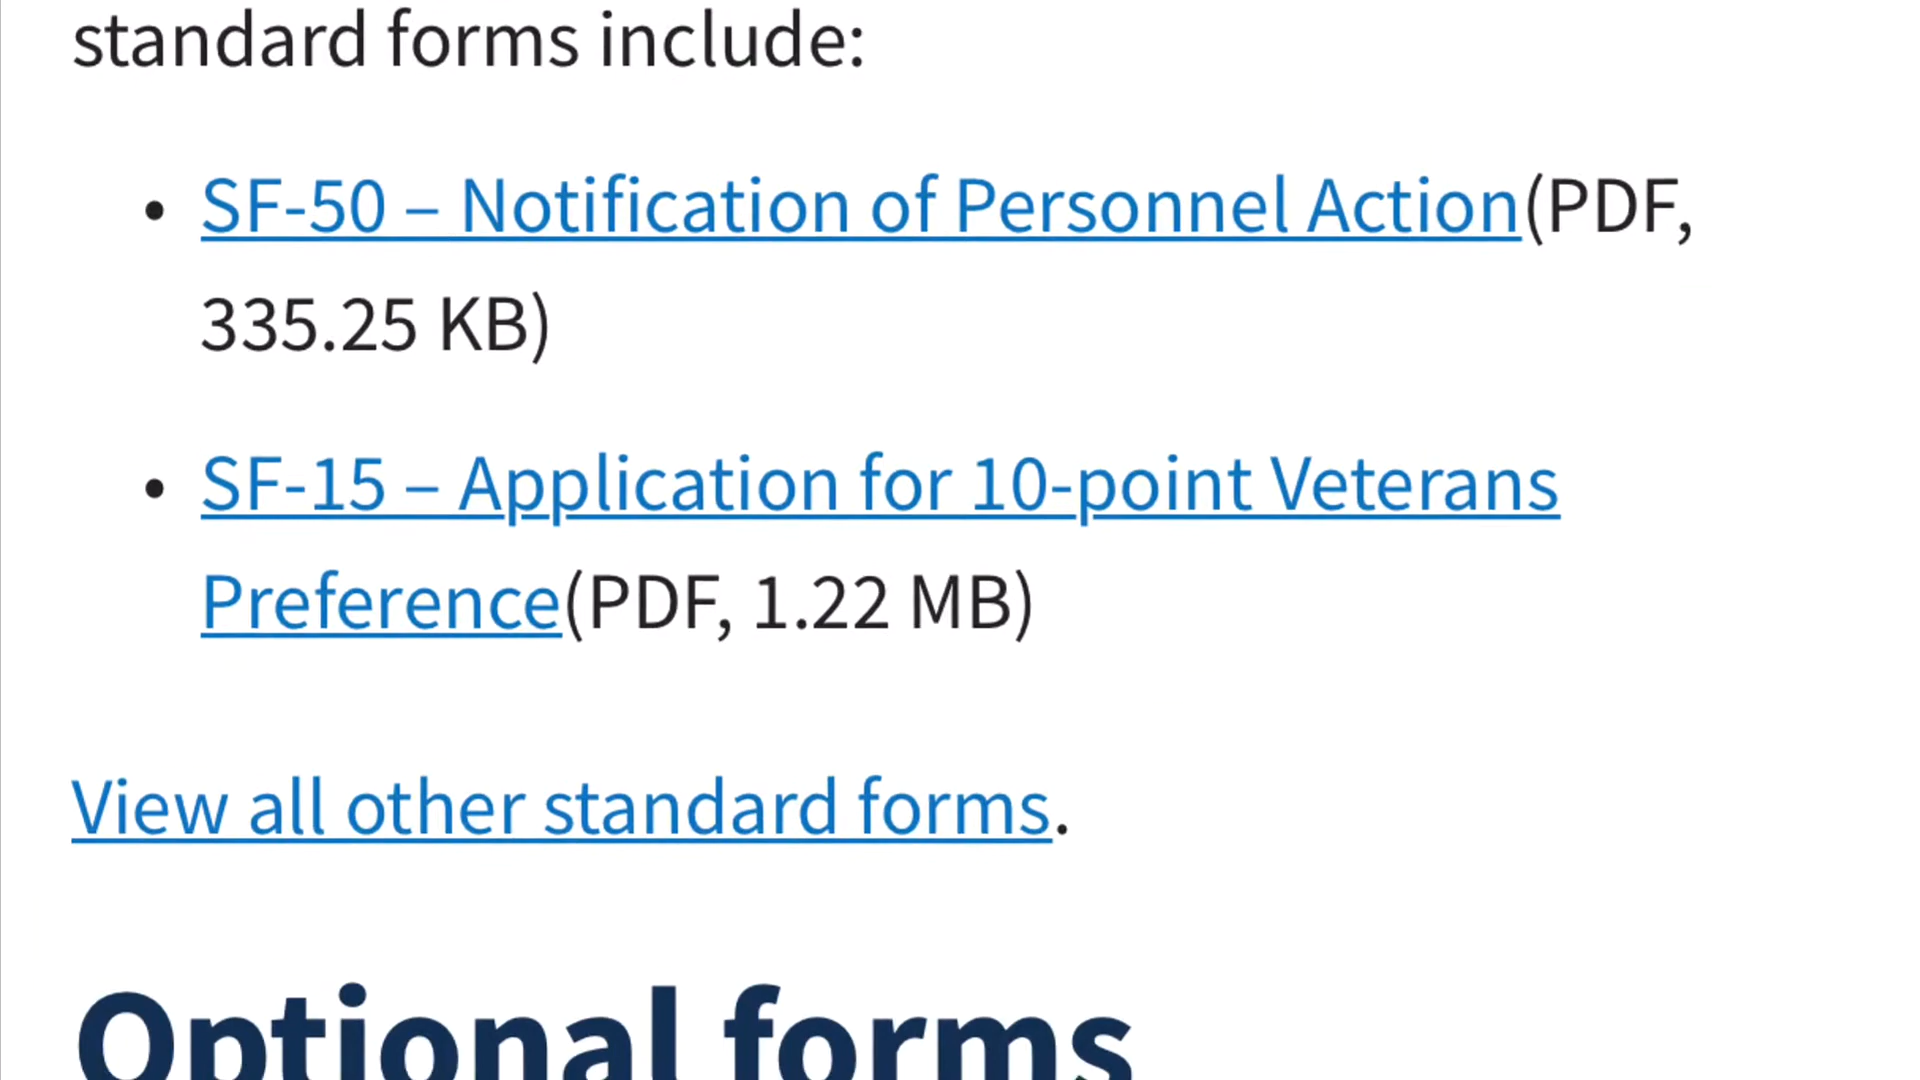 standard forms include:
• SF-50 – Notification of Personnel Action(PDF,
335.25 KB)
• SF-15 – Application for 10-point Veterans
Preference(PDF, 1.22 MB)
View all other standard forms.
Optional forms